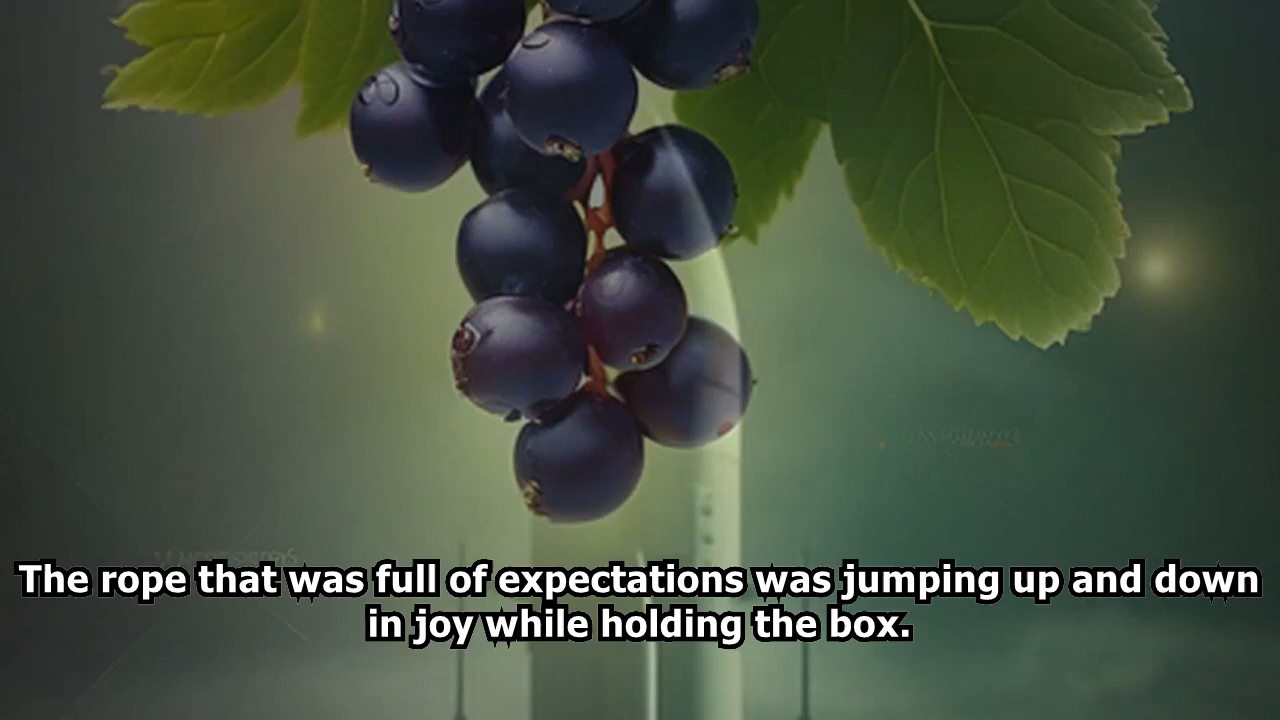 The rope that was full of expectations was jumping up and down
in joy while holding the box.